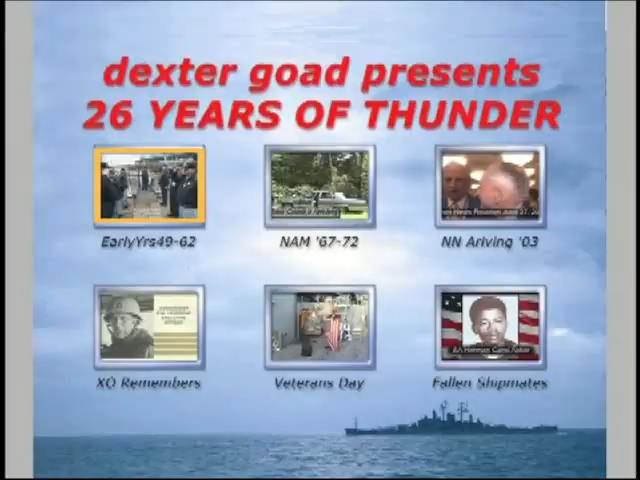 dexter goad presents
26 YEARS OF THUNDER
EarlyYrs49-62
NAM '67-72
NN Ariving '03
XO Remembers
Veterans Day
Fallen Shipmates